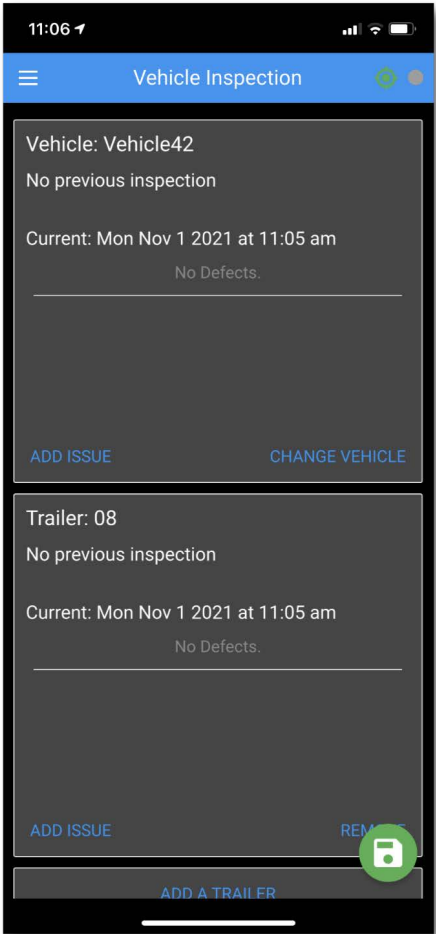 11:06
Vehicle Inspection
Vehicle: Vehicle42
No previous inspection
Current: Mon Nov 1 2021 at 11:05 am
No Defects.
ADD ISSUE CHANGE VEHICLE
Trailer: 08
No previous inspection
Current: Mon Nov 1 2021 at 11:05 am
No Defects.
ADD ISSUE
ADD A TRAILER